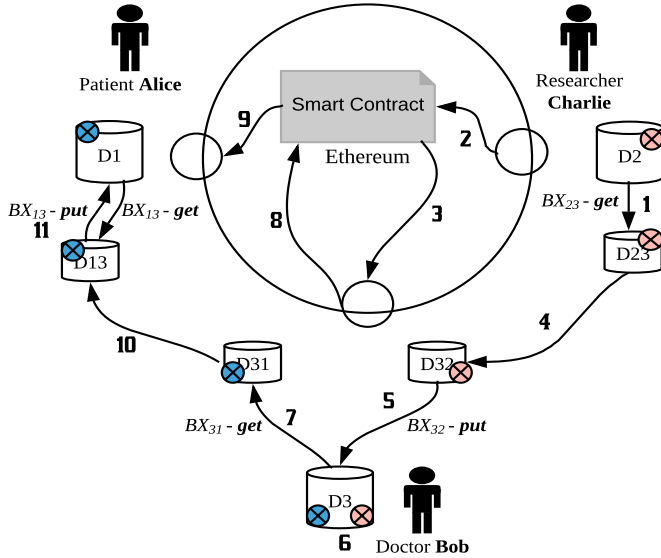 Patient Alice
Researcher
Charlie
Smart Contract
Ethereum
9
2
3
8
D1
D2
BX13 - put
BX13 - get
11
BX23 - get
1
D13
D23
4
10
D31
D32
5
7
BX31 - get
BX32 - put
D3
6
Doctor Bob